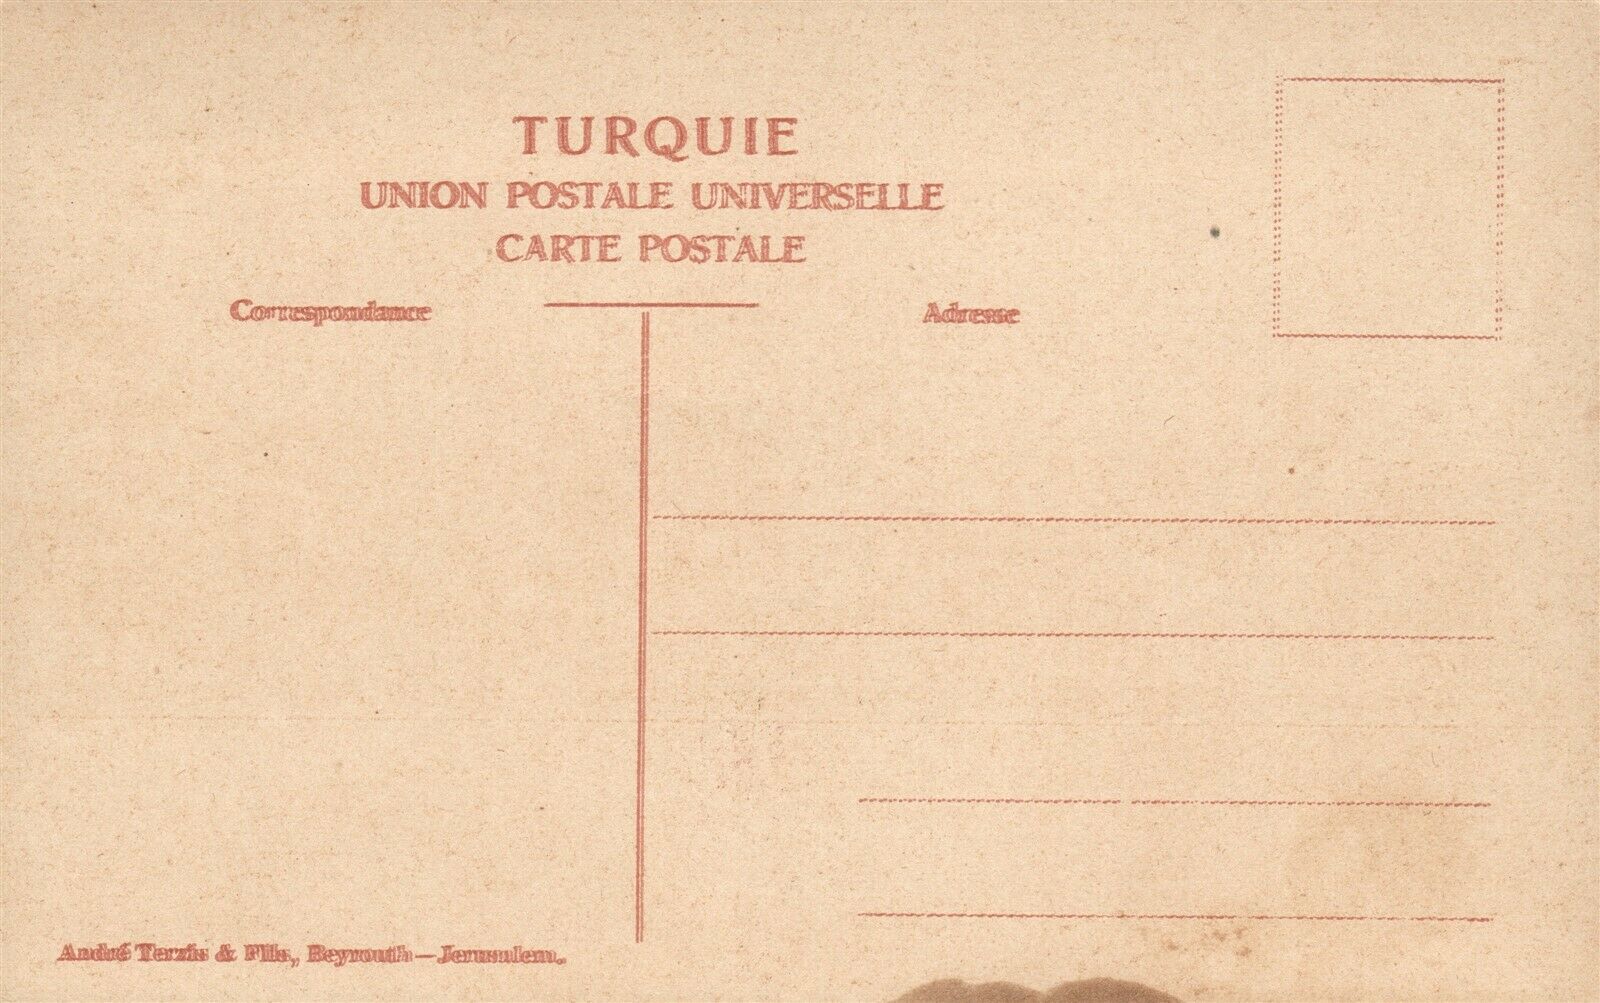 TURQUIE
UNION POSTALE UNIVERSELLE
CARTE POSTALE
Correspondance
Adresse
André Terzis & Fils, Beyrouth—Jerusalem.